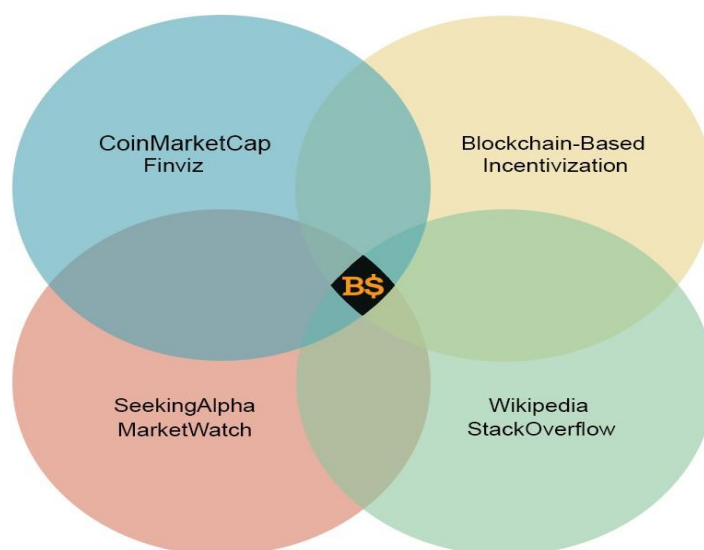 CoinMarketCap
Finviz
Blockchain-Based
Incentivization
B$
SeekingAlpha
MarketWatch
Wikipedia
StackOverflow